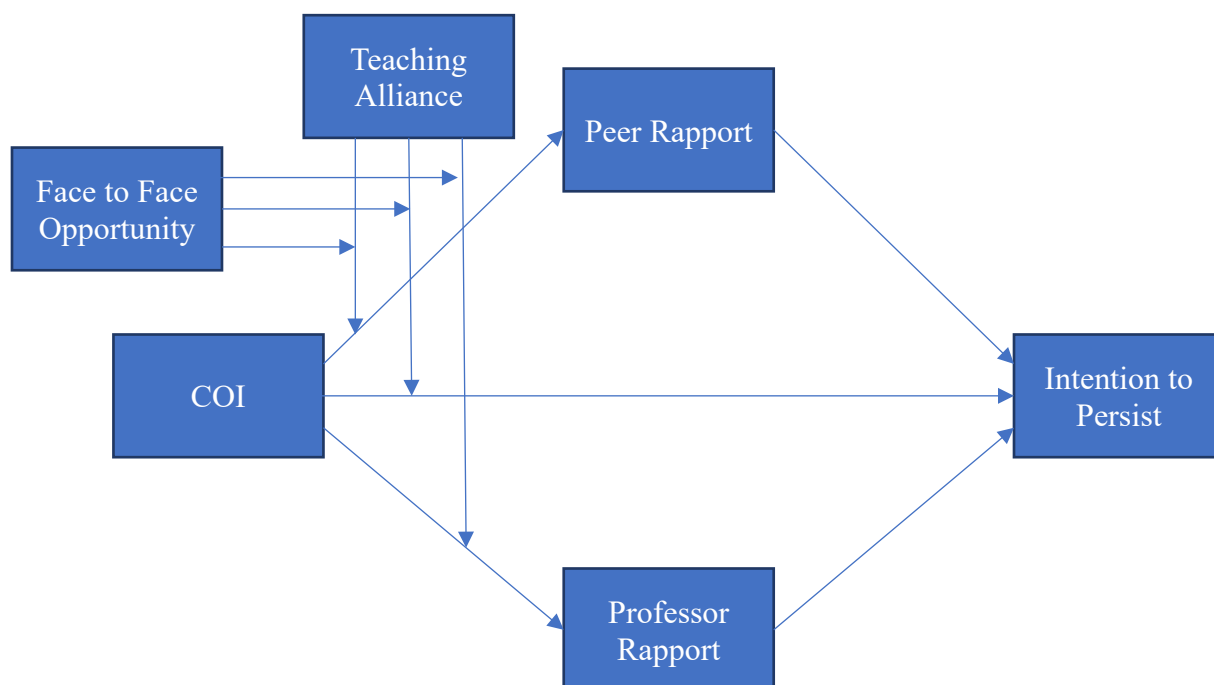 Teaching
Alliance
Peer Rapport
Face to Face
Opportunity
COI
Intention to
Persist
Professor
Rapport